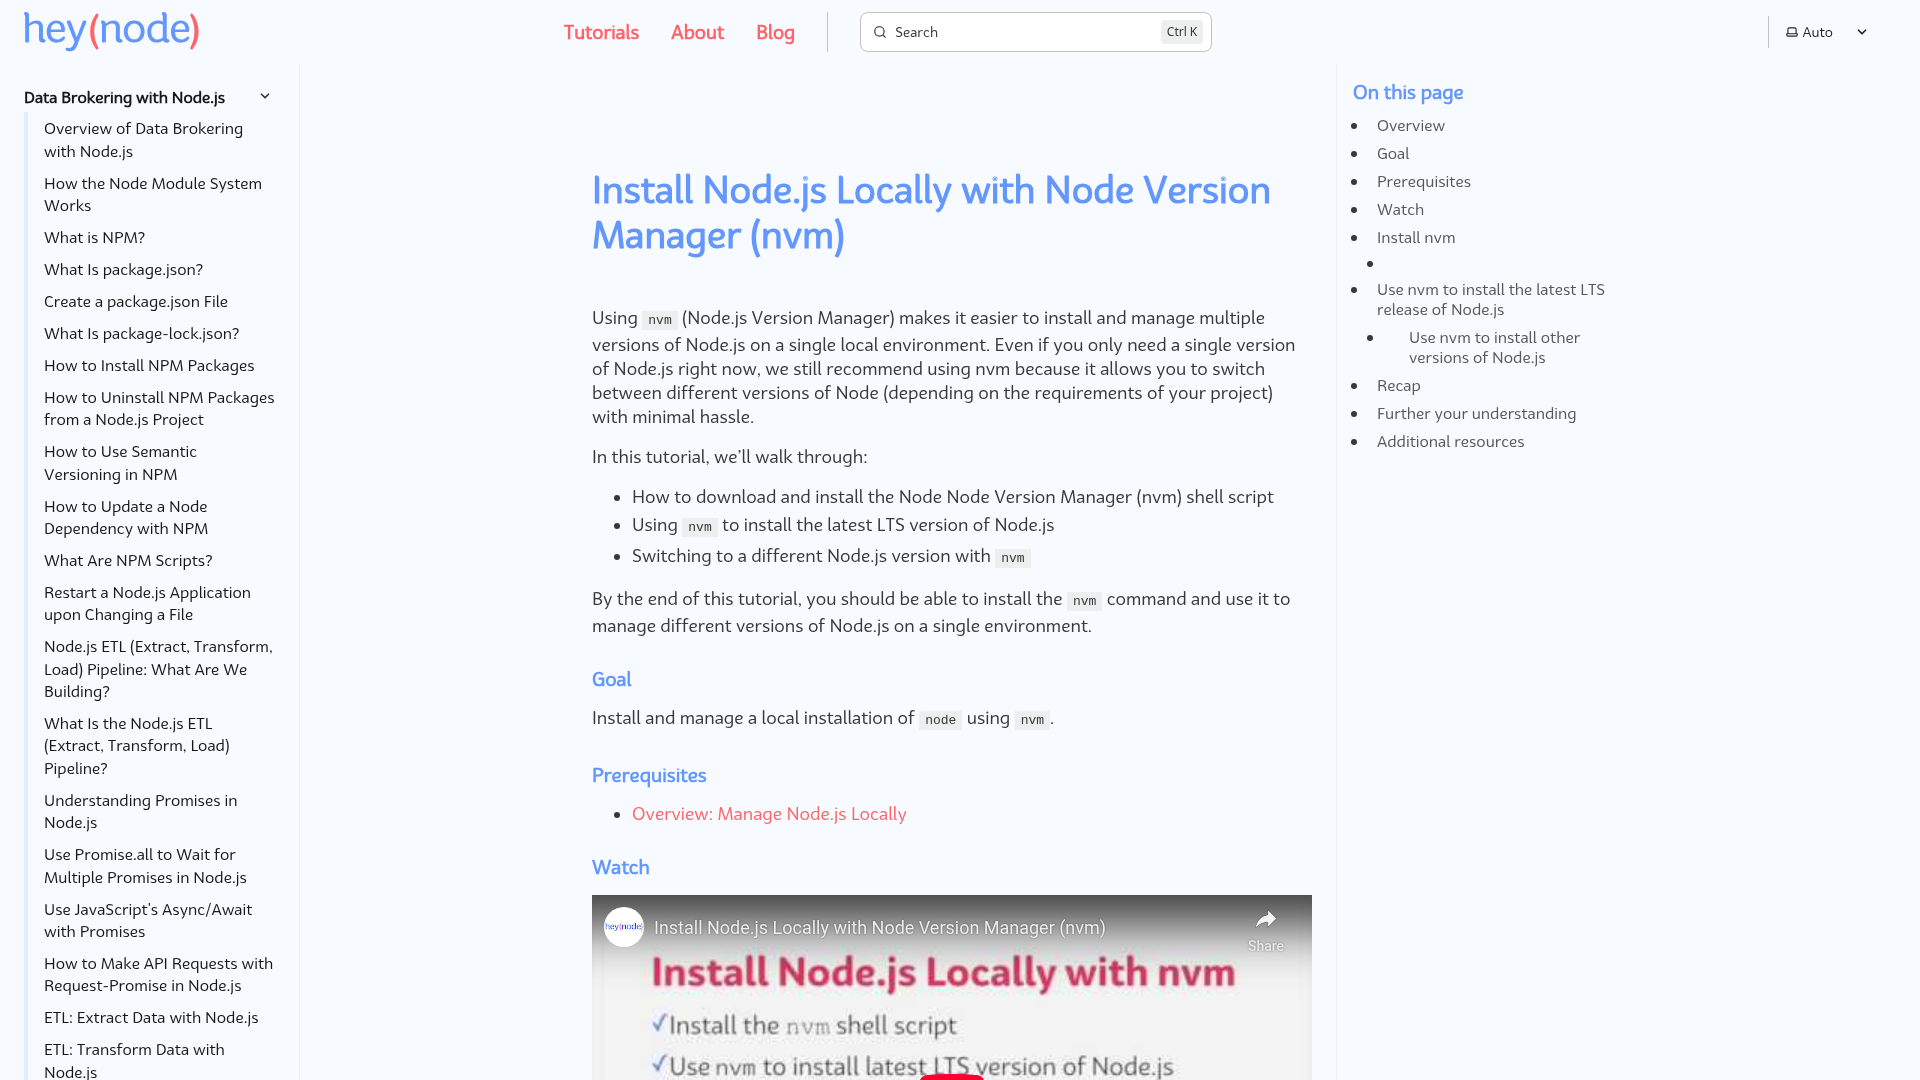 hey(node)
Tutorials
About
Blog
Search
Ctrl K
Auto
Data Brokering with Node.js
Overview of Data Brokering
with Node.js
How the Node Module System
Works
What is NPM?
What Is package.json?
Create a package.json File
What Is package-lock.json?
How to Install NPM Packages
How to Uninstall NPM Packages
from a Node.js Project
How to Use Semantic
Versioning in NPM
How to Update a Node
Dependency with NPM
What Are NPM Scripts?
Restart a Node.js Application
upon Changing a File
Node.js ETL (Extract, Transform,
Load) Pipeline: What Are We
Building?
What Is the Node.js ETL
(Extract, Transform, Load)
Pipeline?
Understanding Promises in
Node.js
Use Promise.all to Wait for
Multiple Promises in Node.js
Use JavaScript's Async/Await
with Promises
How to Make API Requests with
Request-Promise in Node.js
ETL: Extract Data with Node.js
ETL: Transform Data with
Node.js
Install Node.js Locally with Node Version
Manager (nvm)
Using nvm (Node.js Version Manager) makes it easier to install and manage multiple
versions of Node.js on a single local environment. Even if you only need a single version
of Node.js right now, we still recommend using nvm because it allows you to switch
between different versions of Node (depending on the requirements of your project)
with minimal hassle.
In this tutorial, we’ll walk through:
How to download and install the Node Node Version Manager (nvm) shell script
Using nvm to install the latest LTS version of Node.js
Switching to a different Node.js version with nvm
By the end of this tutorial, you should be able to install the nvm command and use it to
manage different versions of Node.js on a single environment.
Goal
Install and manage a local installation of node using nvm.
Prerequisites
Overview: Manage Node.js Locally
Watch
hey(node)
Install Node.js Locally with Node Version Manager (nvm)
Share
Install Node.js Locally with nvm
✓Install the nvm shell script
✓Use nvm to install latest LTS version of Node.js
On this page
Overview
Goal
Prerequisites
Watch
Install nvm
Use nvm to install the latest LTS
release of Node.js
Use nvm to install other
versions of Node.js
Recap
Further your understanding
Additional resources